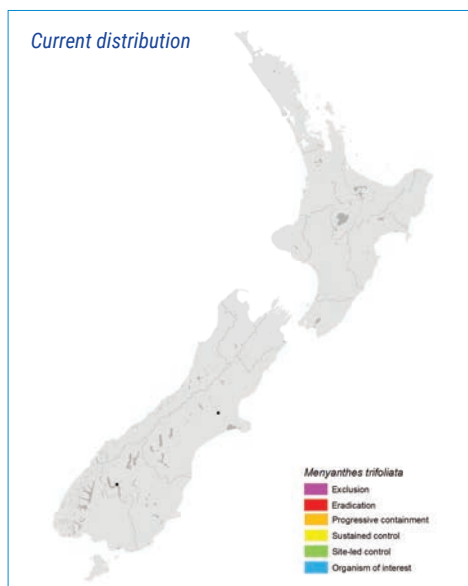 Current distribution
Menyanthes trifoliata
Exclusion
Eradication
Progressive containment
Sustained control
Site-led control
Organism of interest